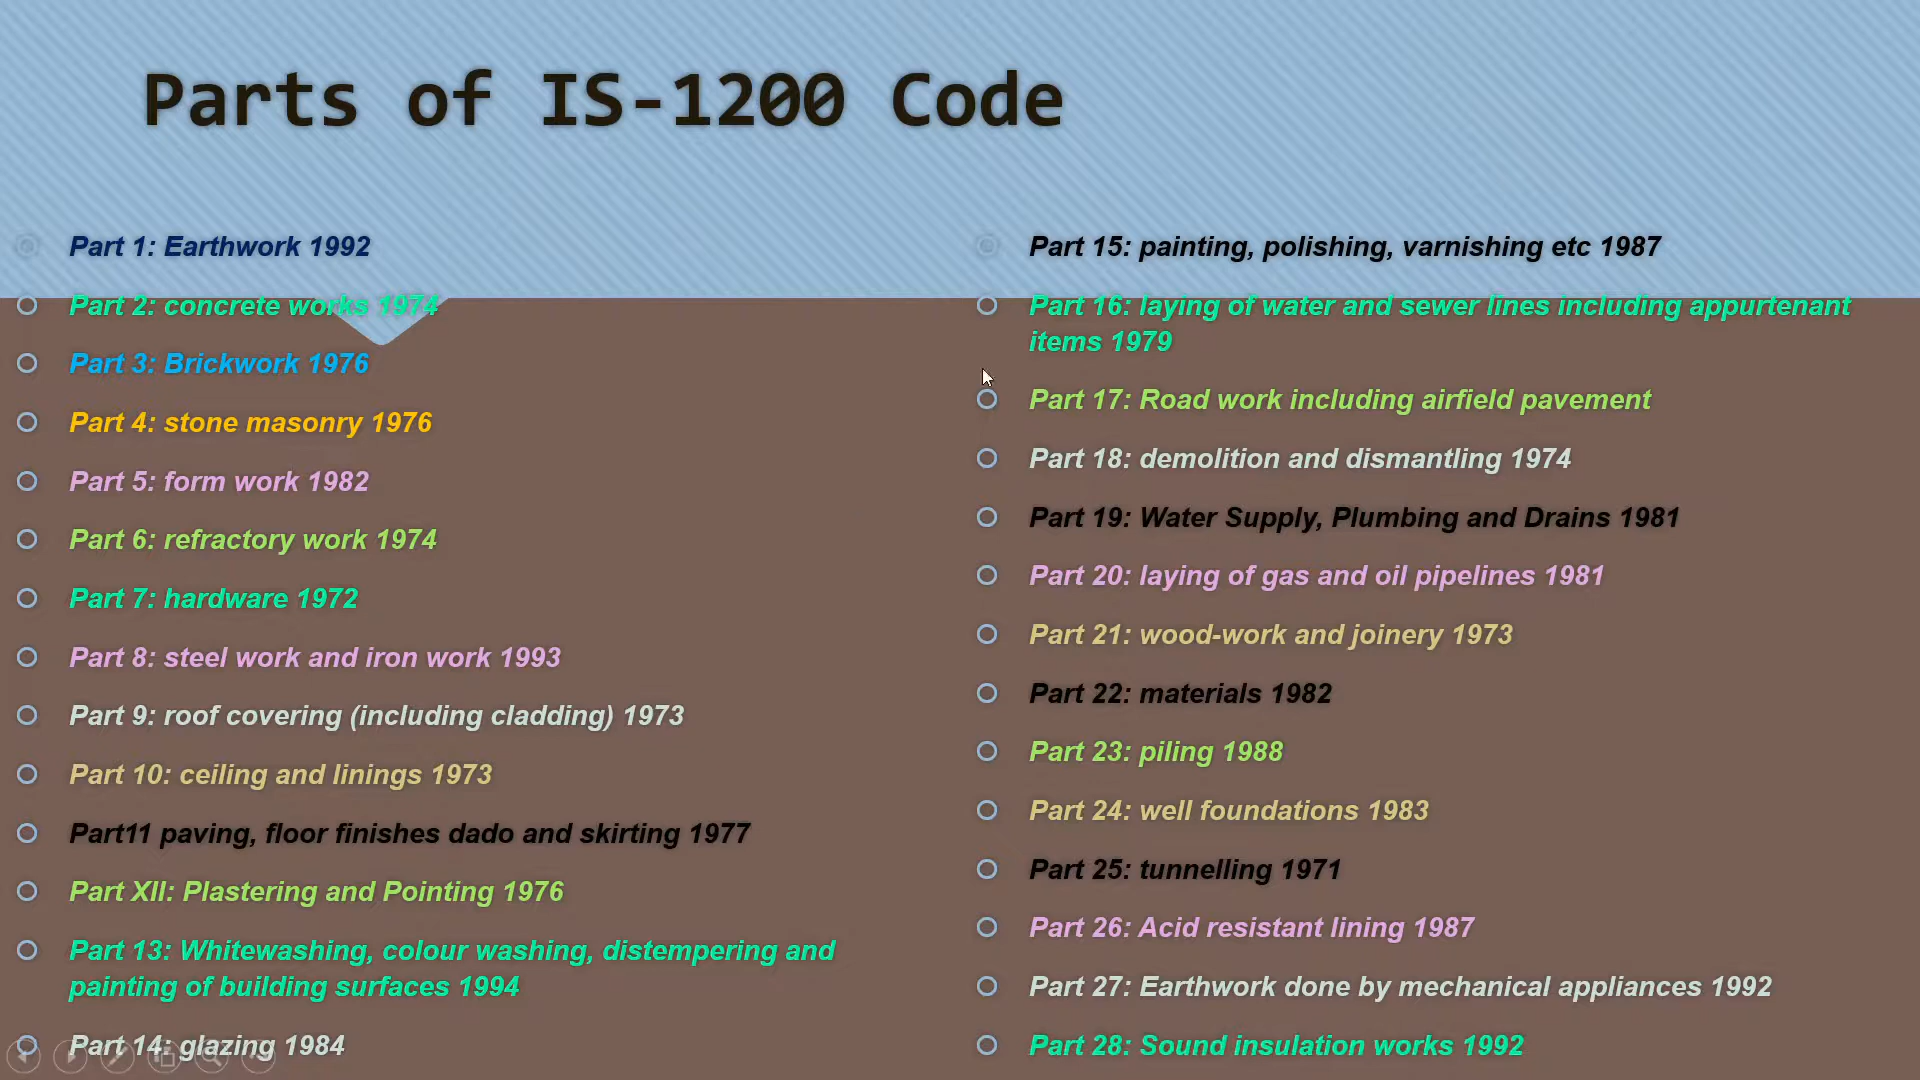 Parts of IS-1200 Code
Part 1: Earthwork 1992
Part 2: concrete works 1974
Part 3: Brickwork 1976
Part 4: stone masonry 1976
Part 5: form work 1982
Part 6: refractory work 1974
Part 7: hardware 1972
Part 8: steel work and iron work 1993
Part 9: roof covering (including cladding) 1973
Part 10: ceiling and linings 1973
Part11 paving, floor finishes dado and skirting 1977
Part XII: Plastering and Pointing 1976
Part 13: Whitewashing, colour washing, distempering and
painting of building surfaces 1994
Part 14: glazing 1984
Part 15: painting, polishing, varnishing etc 1987
Part 16: laying of water and sewer lines including appurtenant
items 1979
Part 17: Road work including airfield pavement
Part 18: demolition and dismantling 1974
Part 19: Water Supply, Plumbing and Drains 1981
Part 20: laying of gas and oil pipelines 1981
Part 21: wood-work and joinery 1973
Part 22: materials 1982
Part 23: piling 1988
Part 24: well foundations 1983
Part 25: tunnelling 1971
Part 26: Acid resistant lining 1987
Part 27: Earthwork done by mechanical appliances 1992
Part 28: Sound insulation works 1992